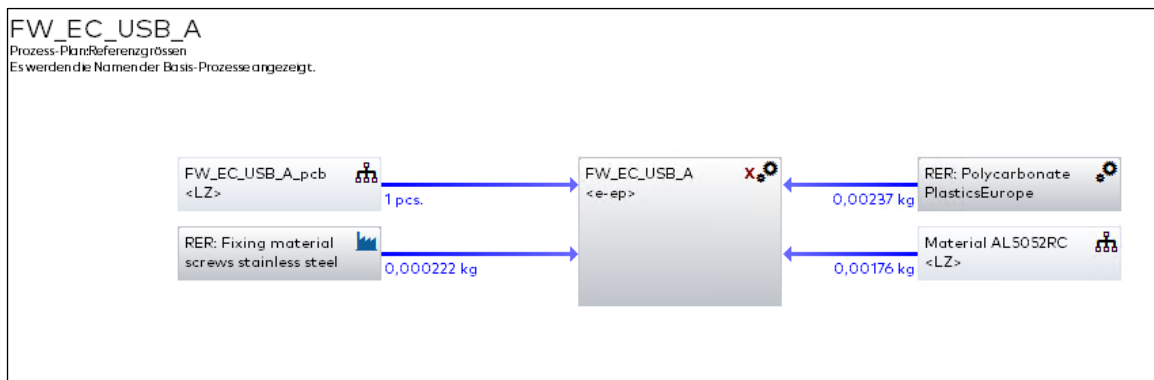 FW_EC_USB_A
Prozess-Plan:Referenzgrössen
Es werden die Namen der Basis-Prozesse angezeigt.
FW_EC_USB_A_pcb
<LZ>
1 pcs.
FW_EC_USB_A
<e-ep>
X
RER: Polycarbonate
PlasticsEurope
0,00237 kg
RER: Fixing material
screws stainless steel
0,000222 kg
Material AL5052RC
<LZ>
0,00176 kg